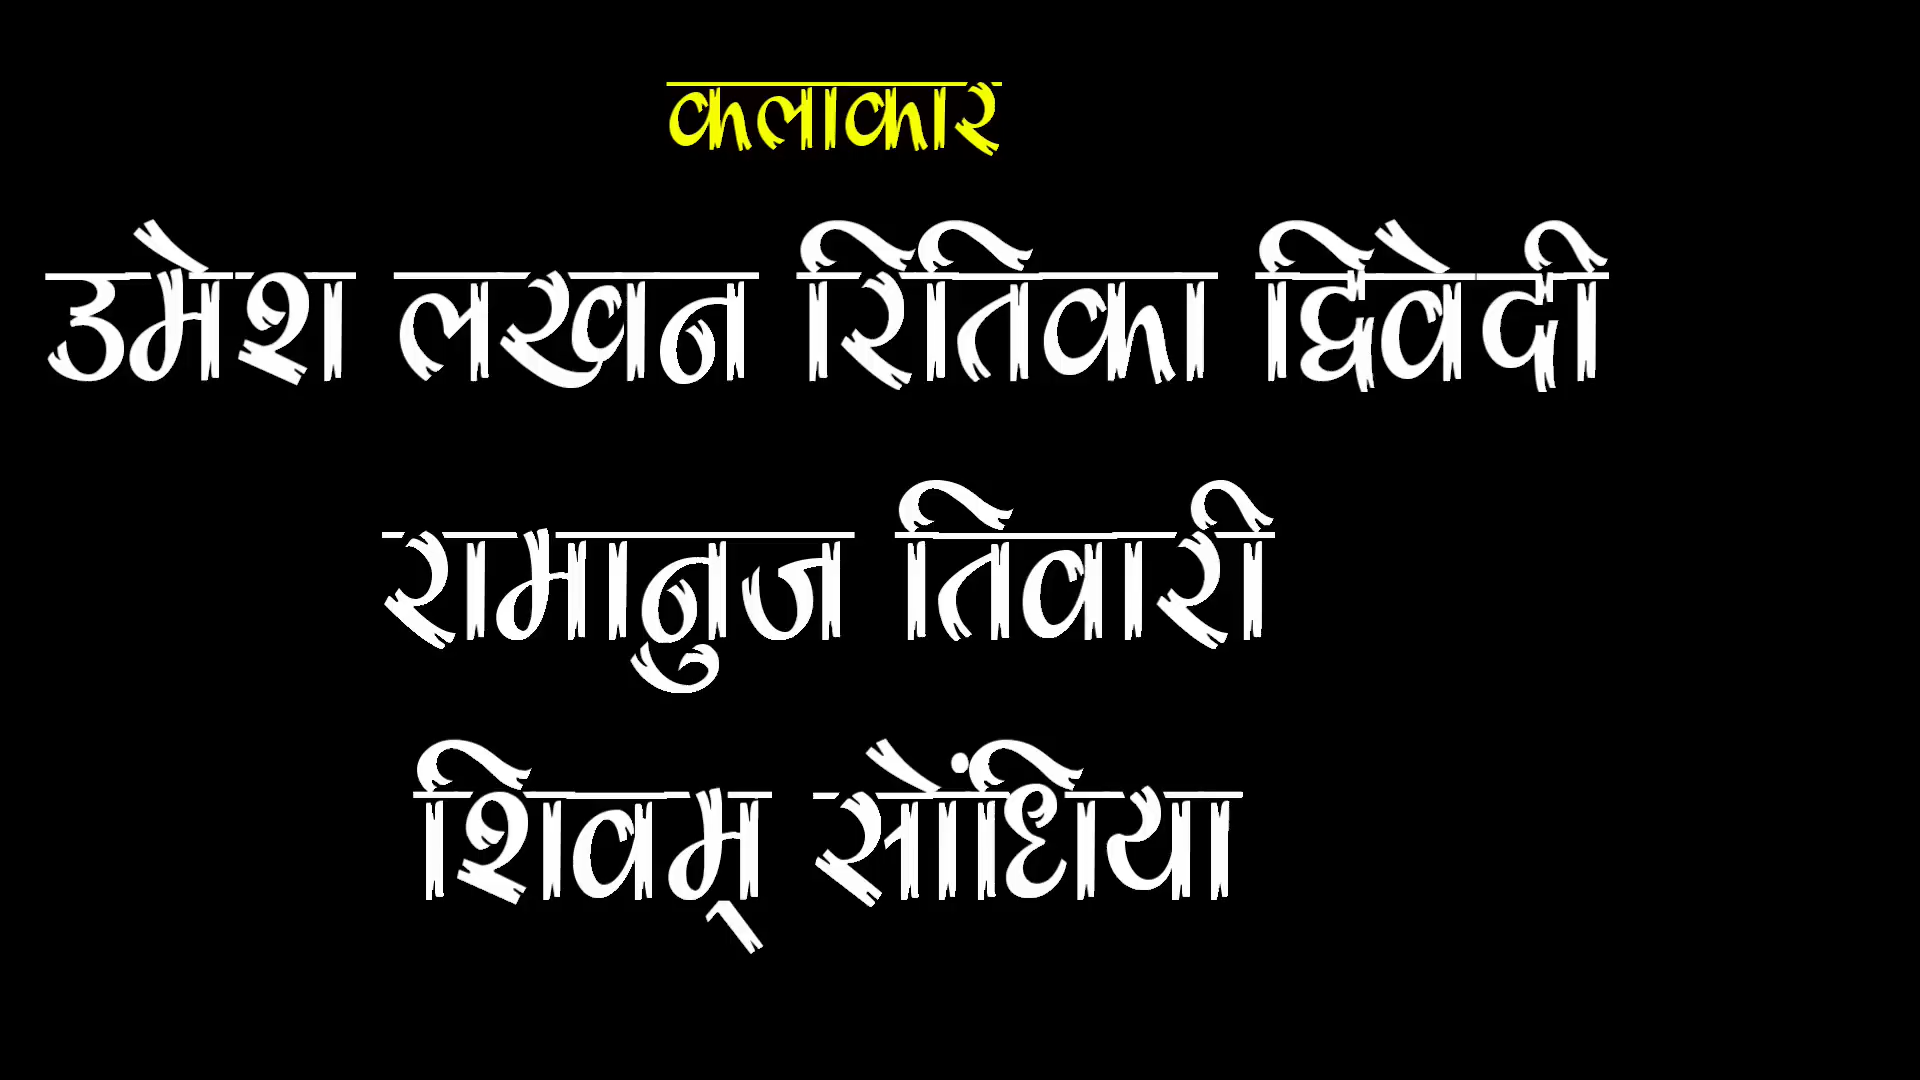 कलाकार
उमेश लखन रितिका द्विवेदी
रामानुज तिवारी
शिवम् सोंधिया